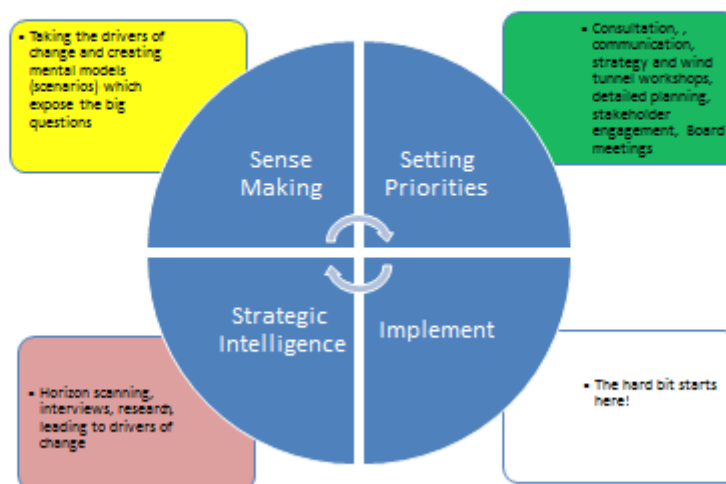 • Taking the drivers of
change and creating
mental models
(scenarios) which
expose the big
questions
• Consultation, ,
communication,
strategy and wind
tunnel workshops,
detailed planning,
stakeholder
engagement, Board
meetings
Sense
Making
Setting
Priorities
Strategic
Intelligence
Implement
• Horizon scanning,
interviews, research,
leading to drivers of
change
• The hard bit starts
here!